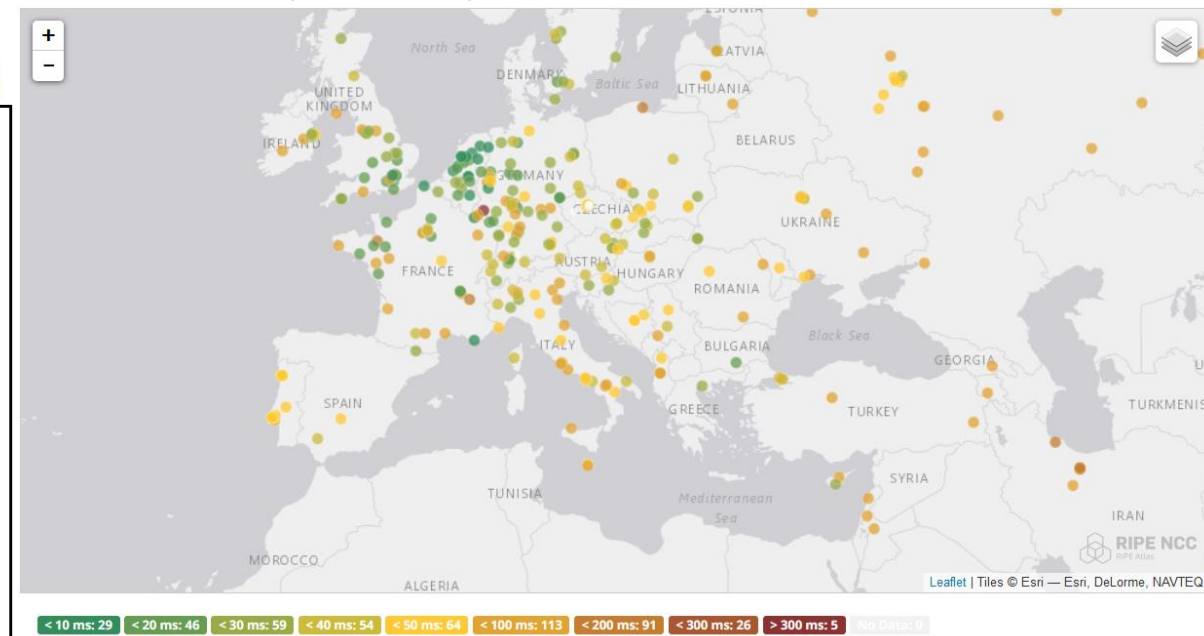 ESTONIA
+
−
North Sea
LATVIA
DENMARK
Baltic Sea
LITHUANIA
UNITED
KINGDOM
BELARUS
IRELAND
GERMANY
CZECHIA
UKRAINE
AUSTRIA
FRANCE
HUNGARY
ROMANIA
Black Sea
ITALY
BULGARIA
GEORGIA
SPAIN
GREECE
TURKEY
TURKMENIS
SYRIA
TUNISIA
Mediterranean
Sea
IRAN
RIPE NCC
RIPE Atlas
MOROCCO
ALGERIA
Leaflet | Tiles © Esri — Esri, DeLorme, NAVTEQ
< 10 ms: 29 < 20 ms: 46 < 30 ms: 59 < 40 ms: 54 < 50 ms: 64 < 100 ms: 113 < 200 ms: 91 < 300 ms: 26 > 300 ms: 5 No Data: 0